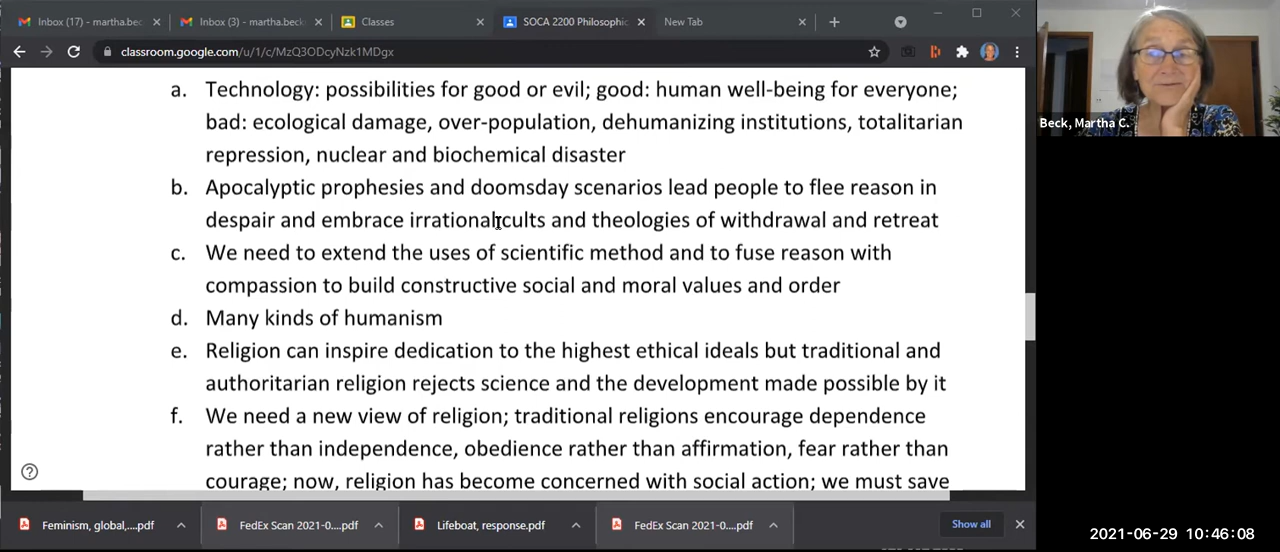 Inbox (17) - martha.bec
Inbox (3) - martha.beck
Classes
SOCA 2200 Philosophic
New Tab
classroom.google.com/u/1/c/MzQ3ODcyNzk1MDgx
a. Technology: possibilities for good or evil; good: human well-being for everyone;
bad: ecological damage, over-population, dehumanizing institutions, totalitarian
repression, nuclear and biochemical disaster
b. Apocalyptic prophesies and doomsday scenarios lead people to flee reason in
despair and embrace irrational cults and theologies of withdrawal and retreat
c. We need to extend the uses of scientific method and to fuse reason with
compassion to build constructive social and moral values and order
d. Many kinds of humanism
e. Religion can inspire dedication to the highest ethical ideals but traditional and
authoritarian religion rejects science and the development made possible by it
f. We need a new view of religion; traditional religions encourage dependence
rather than independence, obedience rather than affirmation, fear rather than
courage; now, religion has become concerned with social action; we must save
Beck, Martha C.
Feminism, global,....pdf
FedEx Scan 2021-0....pdf
Lifeboat, response.pdf
FedEx Scan 2021-0....pdf
Show all
2021-06-29 10:46:08